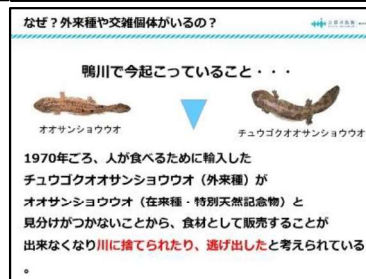 なぜ？外来種や交雑個体がいるの？
鴨川で今起こっていること・・・
オオサンショウウオ
チュウゴクオオサンショウウオ
1970年ごろ、人が食べるために輸入した
チュウゴクオオサンショウウオ（外来種）が
オオサンショウウオ（在来種・特別天然記念物）と
見分けがつかないことから、食材として販売することが
出来なくなり川に捨てられたり、逃げ出したと考えられている
。